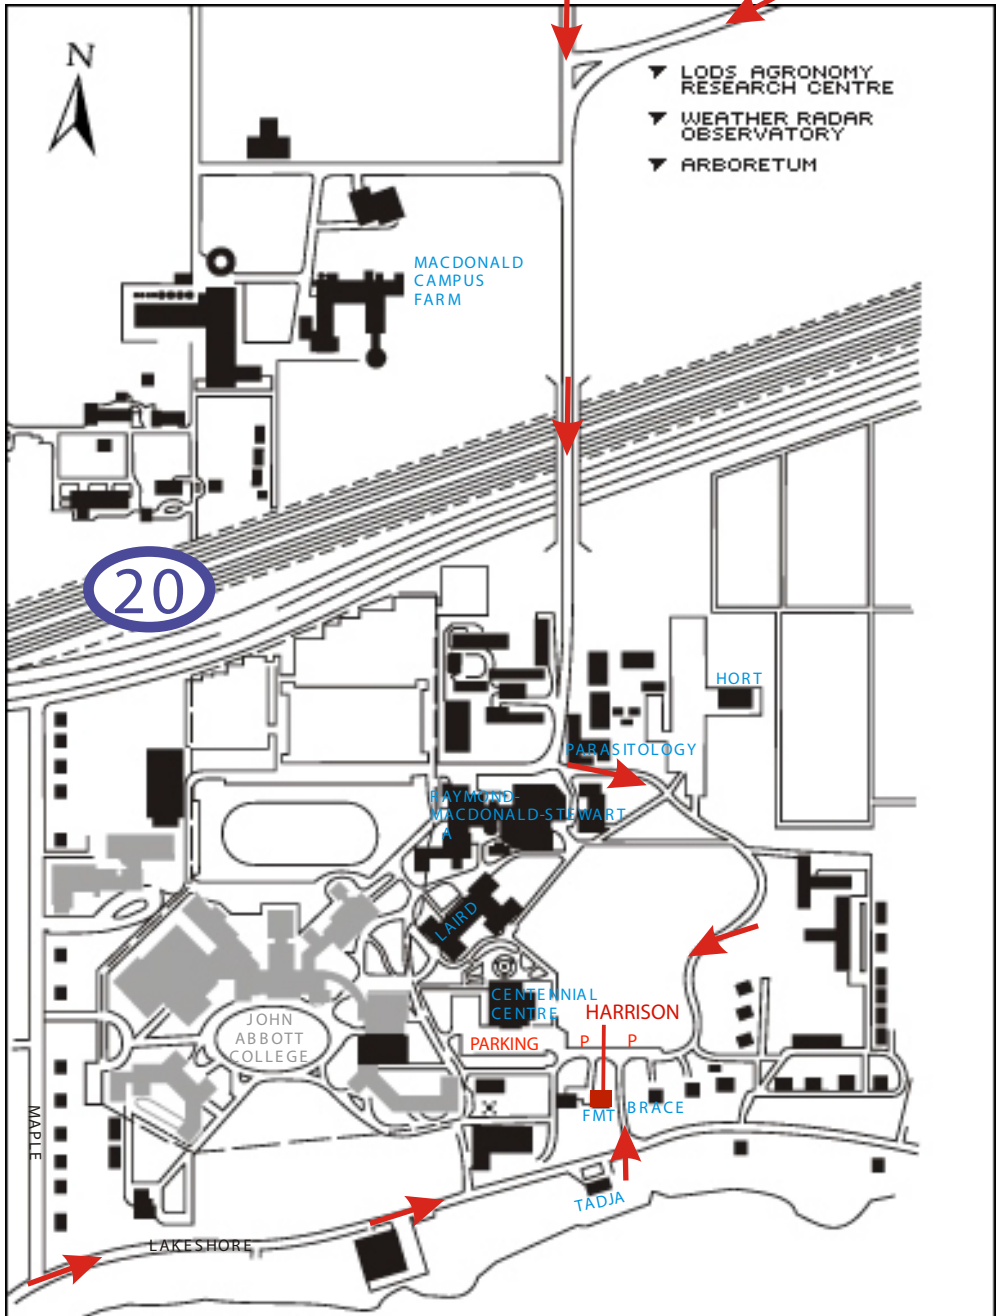 N
LODS AGRONOMY
RESEARCH CENTRE
WEATHER RADAR
OBSERVATORY
ARBORETUM
MACDONALD
CAMPUS
FARM
20
HORT
PARASITOLOGY
RAYMOND-
MACDONALD-STEWART
A
LAIRD
CENTENNIAL
CENTRE
HARRISON
PARKING
P
P
JOHN
ABBOTT
COLLEGE
FMT
BRACE
MAPLE
TADJA
LAKESHORE